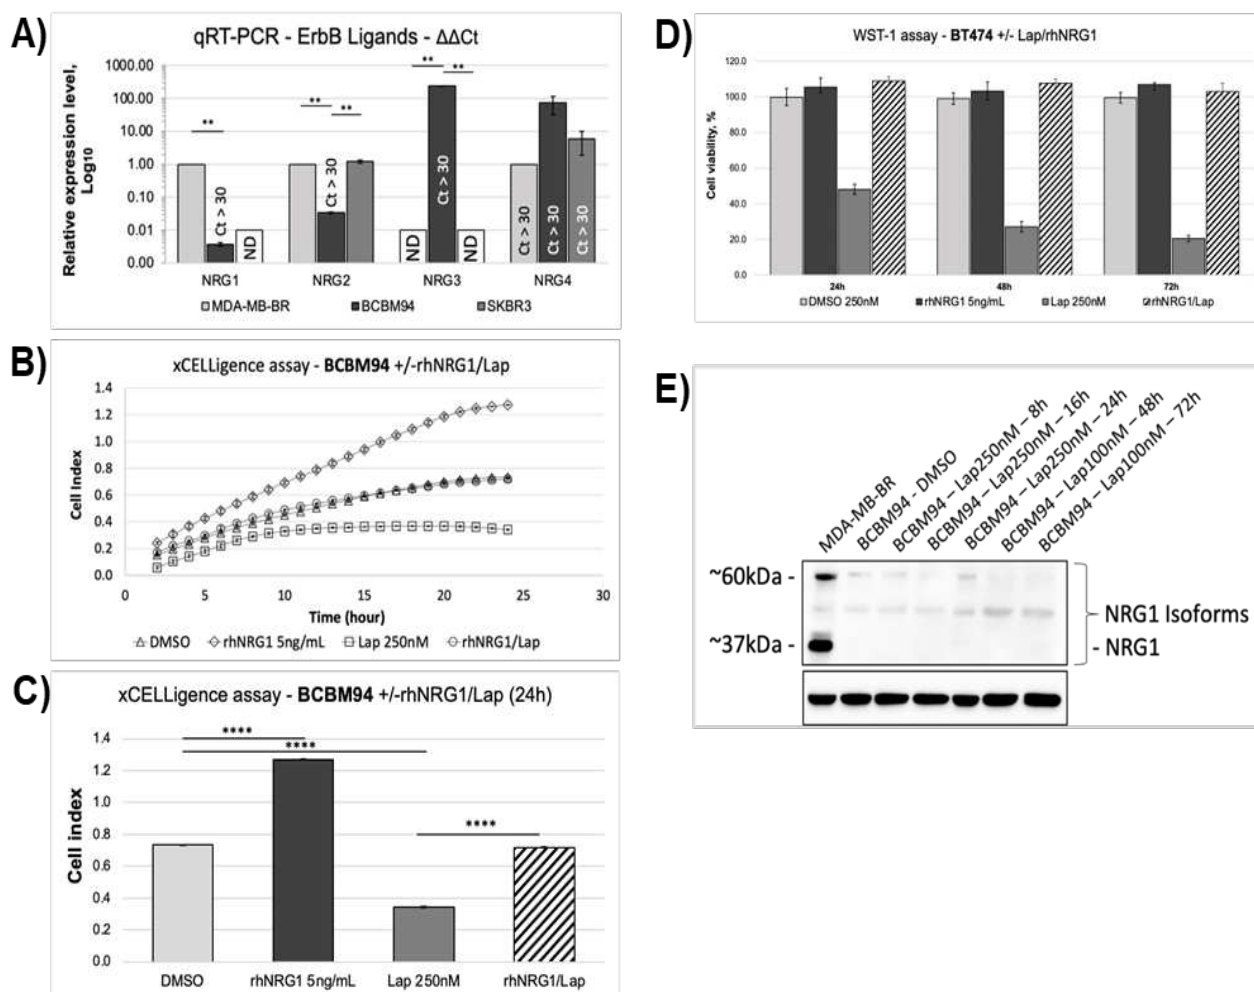 A)
qRT-PCR - ErbB Ligands - ΔΔCt
Relative expression level,
Log10
1000.00
100.00
10.00
1.00
0.10
0.01
0.00
**
**
**
**
**
Ct > 30
ND
Ct > 30
ND
Ct > 30
ND
Ct > 30
Ct > 30
Ct > 30
NRG1 NRG2 NRG3 NRG4
MDA-MB-BR BCBM94 SKBR3
B)
xCELLigence assay - BCBM94 +/-rhNRG1/Lap
Cell Index
1.4
1.2
1.0
0.8
0.6
0.4
0.2
0.0
0 5 10 15 20 25 30
Time (hour)
DMSO rhNRG1 5ng/mL Lap 250nM rhNRG1/Lap
C)
xCELLigence assay - BCBM94 +/-rhNRG1/Lap (24h)
Cell index
1.4
1.2
1.0
0.8
0.6
0.4
0.2
0.0
****
****
****
DMSO rhNRG1 5ng/mL Lap 250nM rhNRG1/Lap
D)
WST-1 assay - BT474 +/- Lap/rhNRG1
Cell viability, %
120.0
100.0
80.0
60.0
40.0
20.0
0.0
24h 48h 72h
DMSO 250nM rhNRG1 5ng/mL Lap 250nM rhNRG1/Lap
E)
MDA-MB-BR
BCBM94 - DMSO
BCBM94 – Lap250nM – 8h
BCBM94 – Lap250nM – 16h
BCBM94 – Lap250nM – 24h
BCBM94 – Lap100nM – 48h
BCBM94 – Lap100nM – 72h
~60kDa -
NRG1 Isoforms
~37kDa -
- NRG1